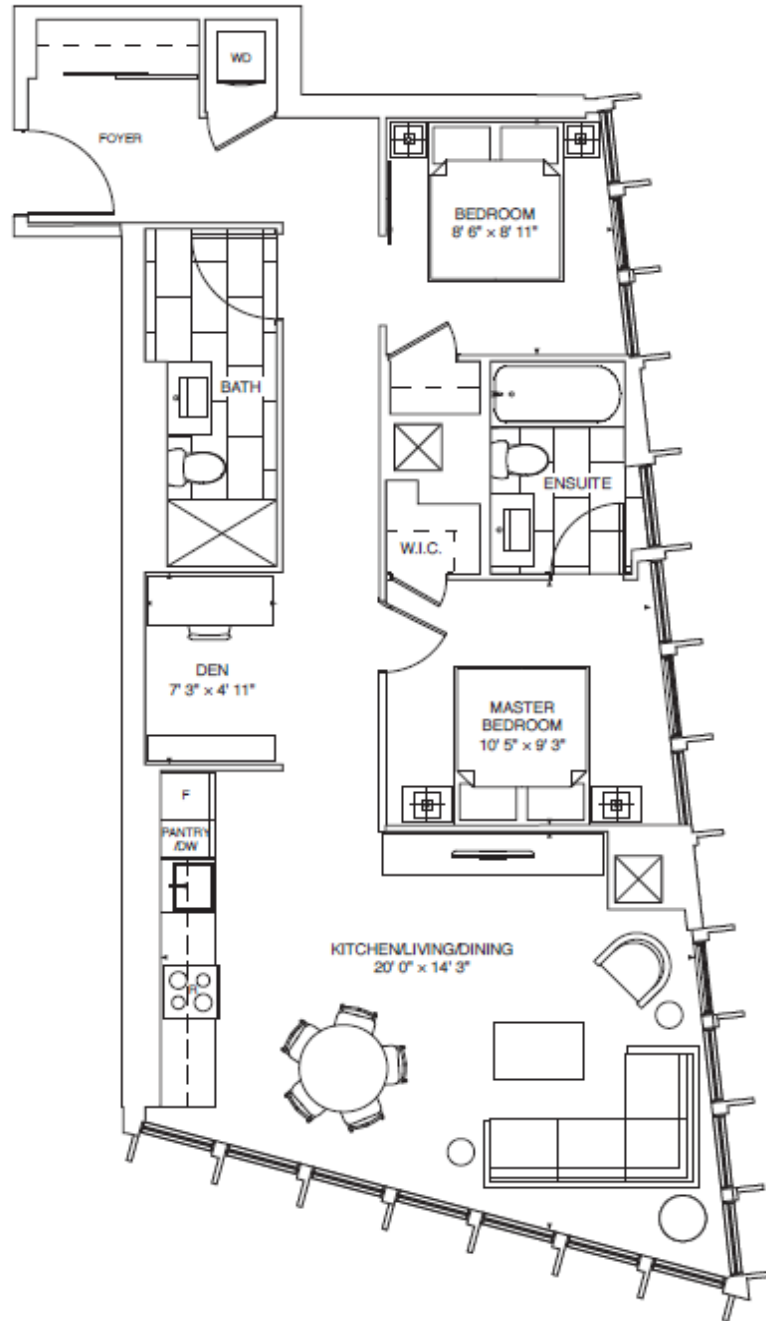 WD
FOYER
BEDROOM
8' 6" × 8' 11"
BATH
ENSUITE
W.I.C.
DEN
7' 3" × 4' 11"
MASTER
BEDROOM
10' 5" × 9' 3"
F
PANTRY
/DW
KITCHEN/LIVING/DINING
20' 0" × 14' 3"
R